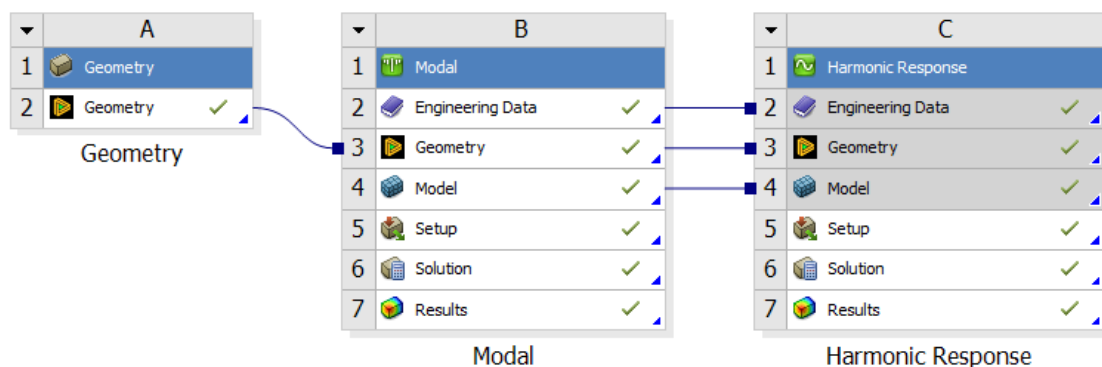 A
1 Geometry
2 Geometry
Geometry
B
1 Modal
2 Engineering Data
3 Geometry
4 Model
5 Setup
6 Solution
7 Results
Modal
C
1 Harmonic Response
2 Engineering Data
3 Geometry
4 Model
5 Setup
6 Solution
7 Results
Harmonic Response